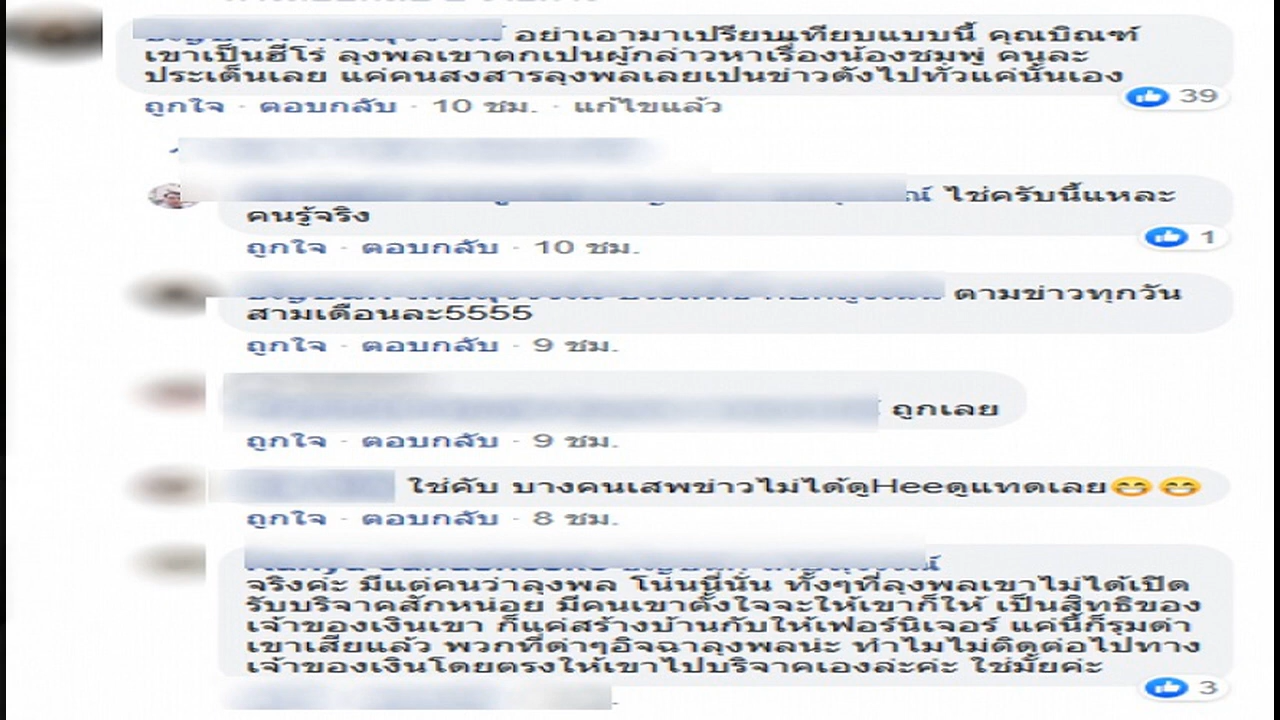 อย่าเอามาเปรียบเทียบแบบนี้ คุณบิณฑ์
เขาเป็นฮีโร่ ลุงพลเขาตกเปนผู้กล่าวหาเรื่องน้องชมพู่ คนละ
ประเด็นเลย แค่คนสงสารลุงพลเลยเปนข่าวดังไปทั่วแค่นั้นเอง
ถูกใจ · ตอบกลับ · 10 ชม. · แก้ไขแล้ว
39
ณ์ ไช่ครับนี้แหละ
คนรู้จริง
ถูกใจ · ตอบกลับ · 10 ชม.
1
ตามข่าวทุกวัน
สามเดือนละ5555
ถูกใจ · ตอบกลับ · 9 ชม.
ถูกเลย
ถูกใจ · ตอบกลับ · 9 ชม.
ใช่คับ บางคนเสพข่าวไม่ได้ดูHeeดูแทดเลย😁😁
ถูกใจ · ตอบกลับ · 8 ชม.
จริงค่ะ มีแต่คนว่าลุงพล โน่นนี่นั่น ทั้งๆที่ลุงพลเขาไม่ได้เปิด
รับบริจาคสักหน่อย มีคนเขาตั้งใจจะให้เขาก็ให้ เป็นสิทธิของ
เจ้าของเงินเขา ก็แค่สร้างบ้านกับให้เฟอร์นิเจอร์ แค่นี้ก็รุมด่า
เขาเสียแล้ว พวกที่ด่าๆอิจฉาลุงพลน่ะ ทำไมไม่ติดต่อไปทาง
เจ้าของเงินโดยตรงให้เขาไปบริจาคเองล่ะค่ะ ใช่มั้ยค่ะ
3